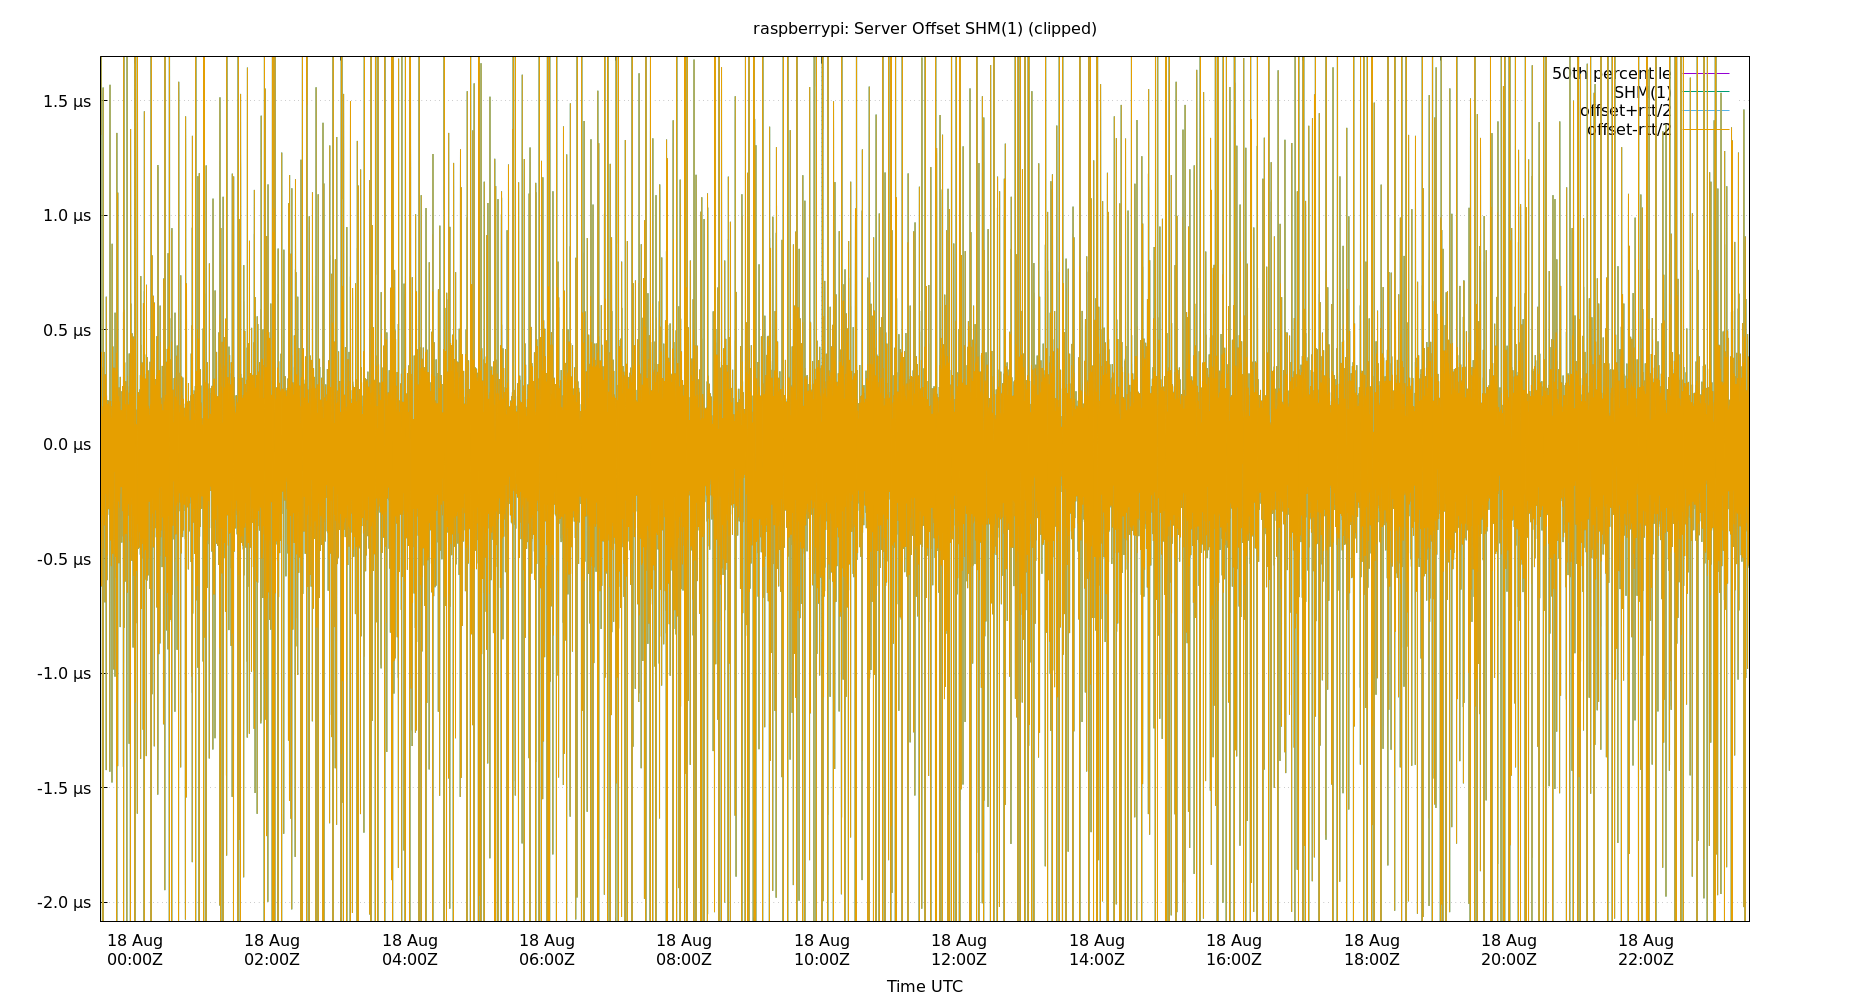 raspberrypi: Server Offset SHM(1) (clipped)
50th percentile
SHM(1)
offset+rtt/2
offset-rtt/2
1.5 µs
1.0 µs
0.5 µs
0.0 µs
-0.5 µs
-1.0 µs
-1.5 µs
-2.0 µs
18 Aug 18 Aug 18 Aug 18 Aug 18 Aug 18 Aug 18 Aug 18 Aug 18 Aug 18 Aug 18 Aug 18 Aug
00:00Z 02:00Z 04:00Z 06:00Z 08:00Z 10:00Z 12:00Z 14:00Z 16:00Z 18:00Z 20:00Z 22:00Z
Time UTC